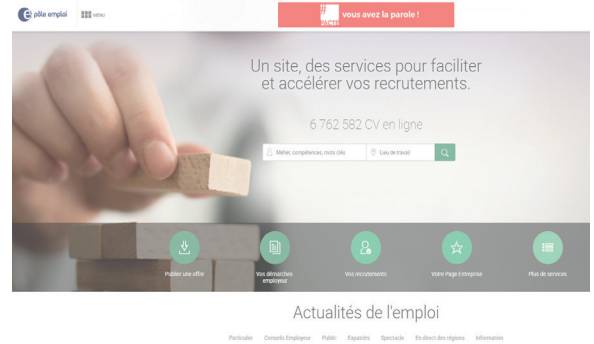 pôle emploi
MENU
#
PACTE
vous avez la parole !
Un site, des services pour faciliter
et accélérer vos recrutements.
6 762 582 CV en ligne
Métier, compétences, mots clés
Lieu de travail
Publier une offre
Vos démarches
employeur
Vos recrutements
Votre Page Entreprise
Plus de services
Actualités de l'emploi
Particulier Conseils Employeur Public Expatriés Spectacle En direct des régions Information